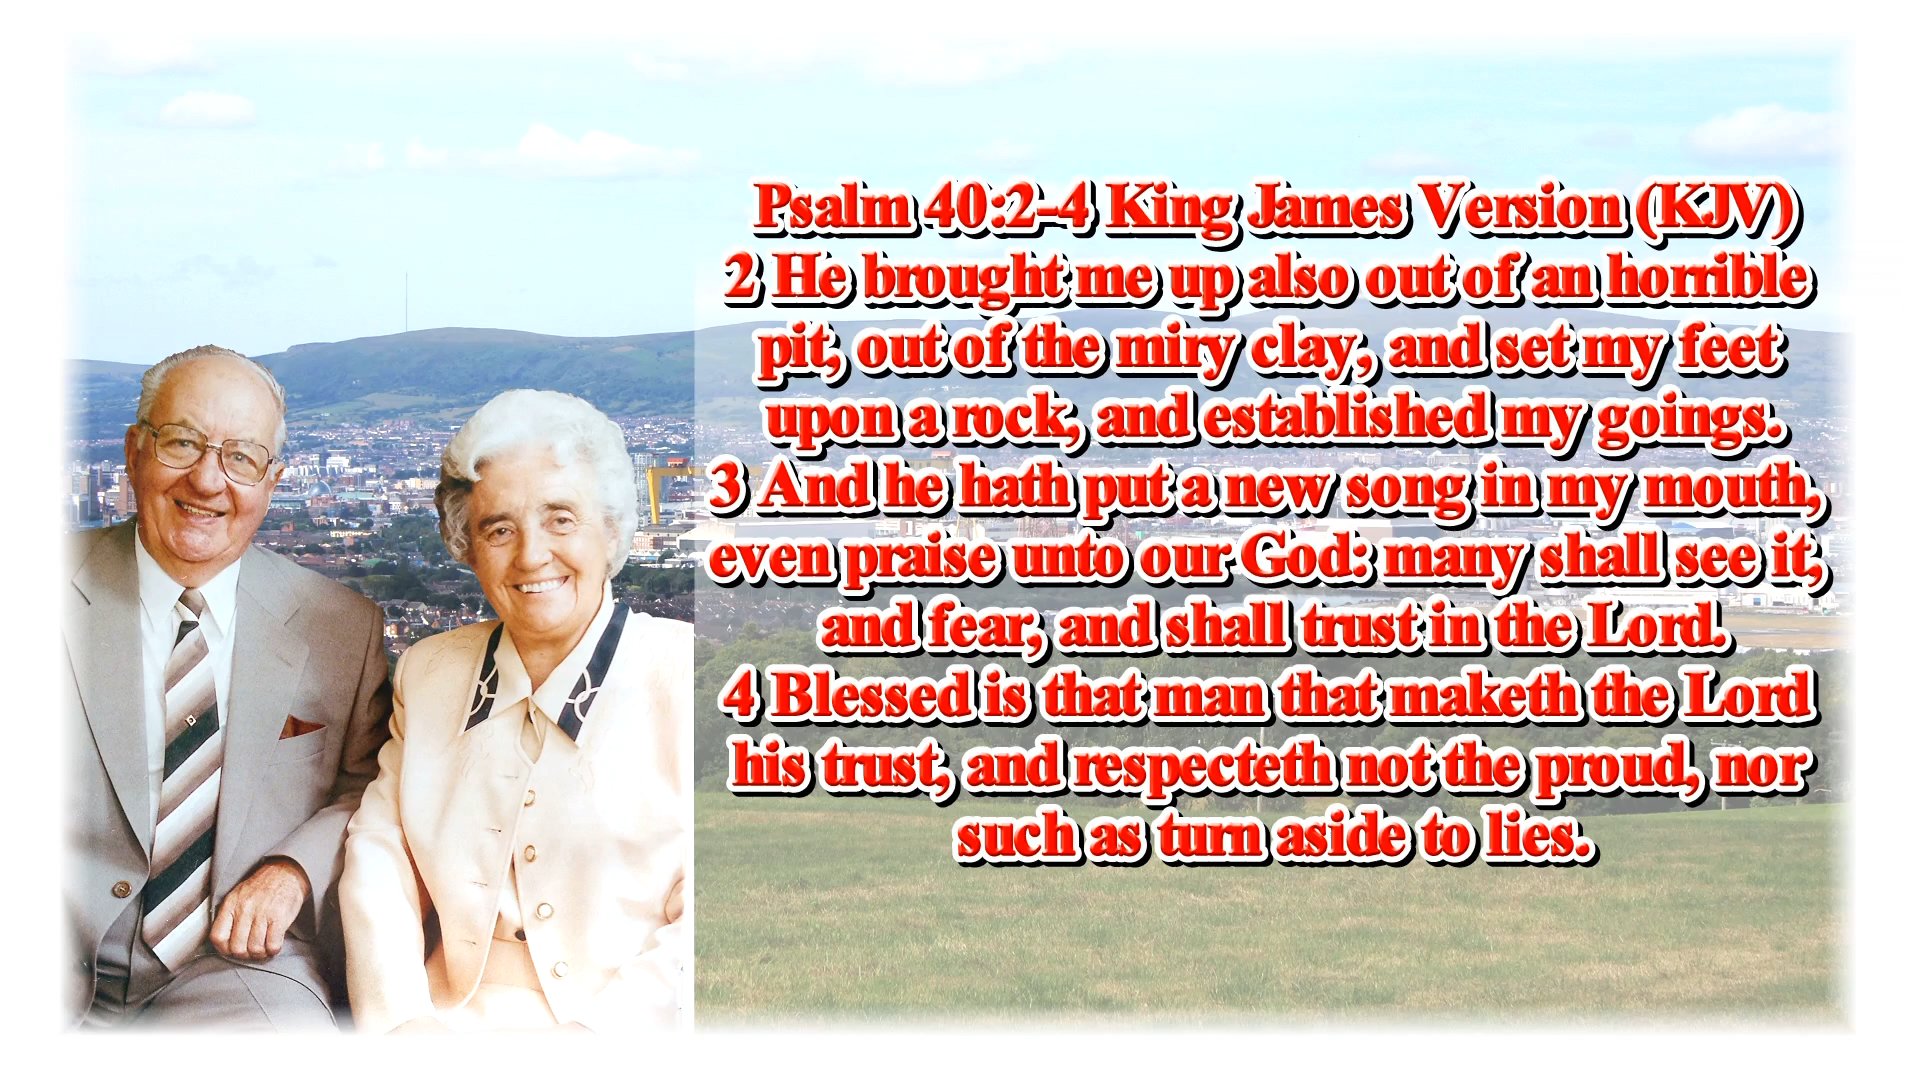 Psalm 40:2-4 King James Version (KJV)
2 He brought me up also out of an horrible
pit, out of the miry clay, and set my feet
upon a rock, and established my goings.
3 And he hath put a new song in my mouth,
even praise unto our God: many shall see it,
and fear, and shall trust in the Lord.
4 Blessed is that man that maketh the Lord
his trust, and respecteth not the proud, nor
such as turn aside to lies.